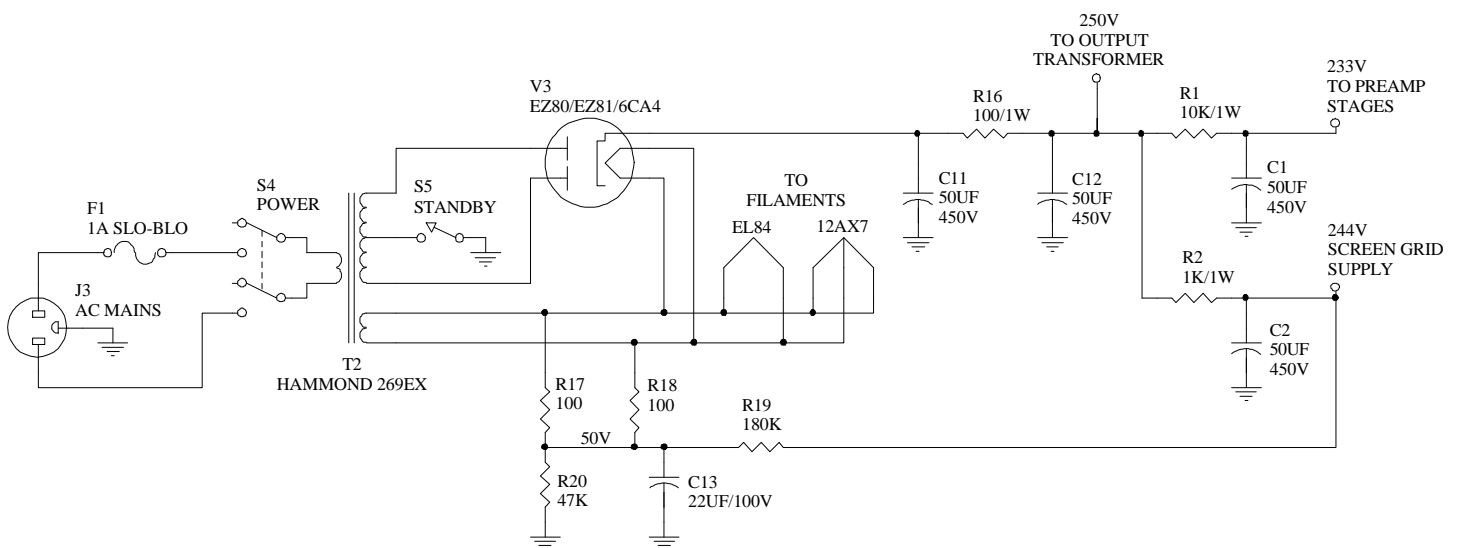 250V
TO OUTPUT
TRANSFORMER
233V
TO PREAMP
STAGES
V3
EZ80/EZ81/6CA4
R16
100/1W
R1
10K/1W
C11
50UF
450V
C12
50UF
450V
C1
50UF
450V
S4
POWER
S5
STANDBY
TO
FILAMENTS
EL84
12AX7
F1
1A SLO-BLO
J3
AC MAINS
T2
HAMMOND 269EX
244V
SCREEN GRID
SUPPLY
R2
1K/1W
C2
50UF
450V
R17
100
R18
100
R19
180K
50V
R20
47K
C13
22UF/100V